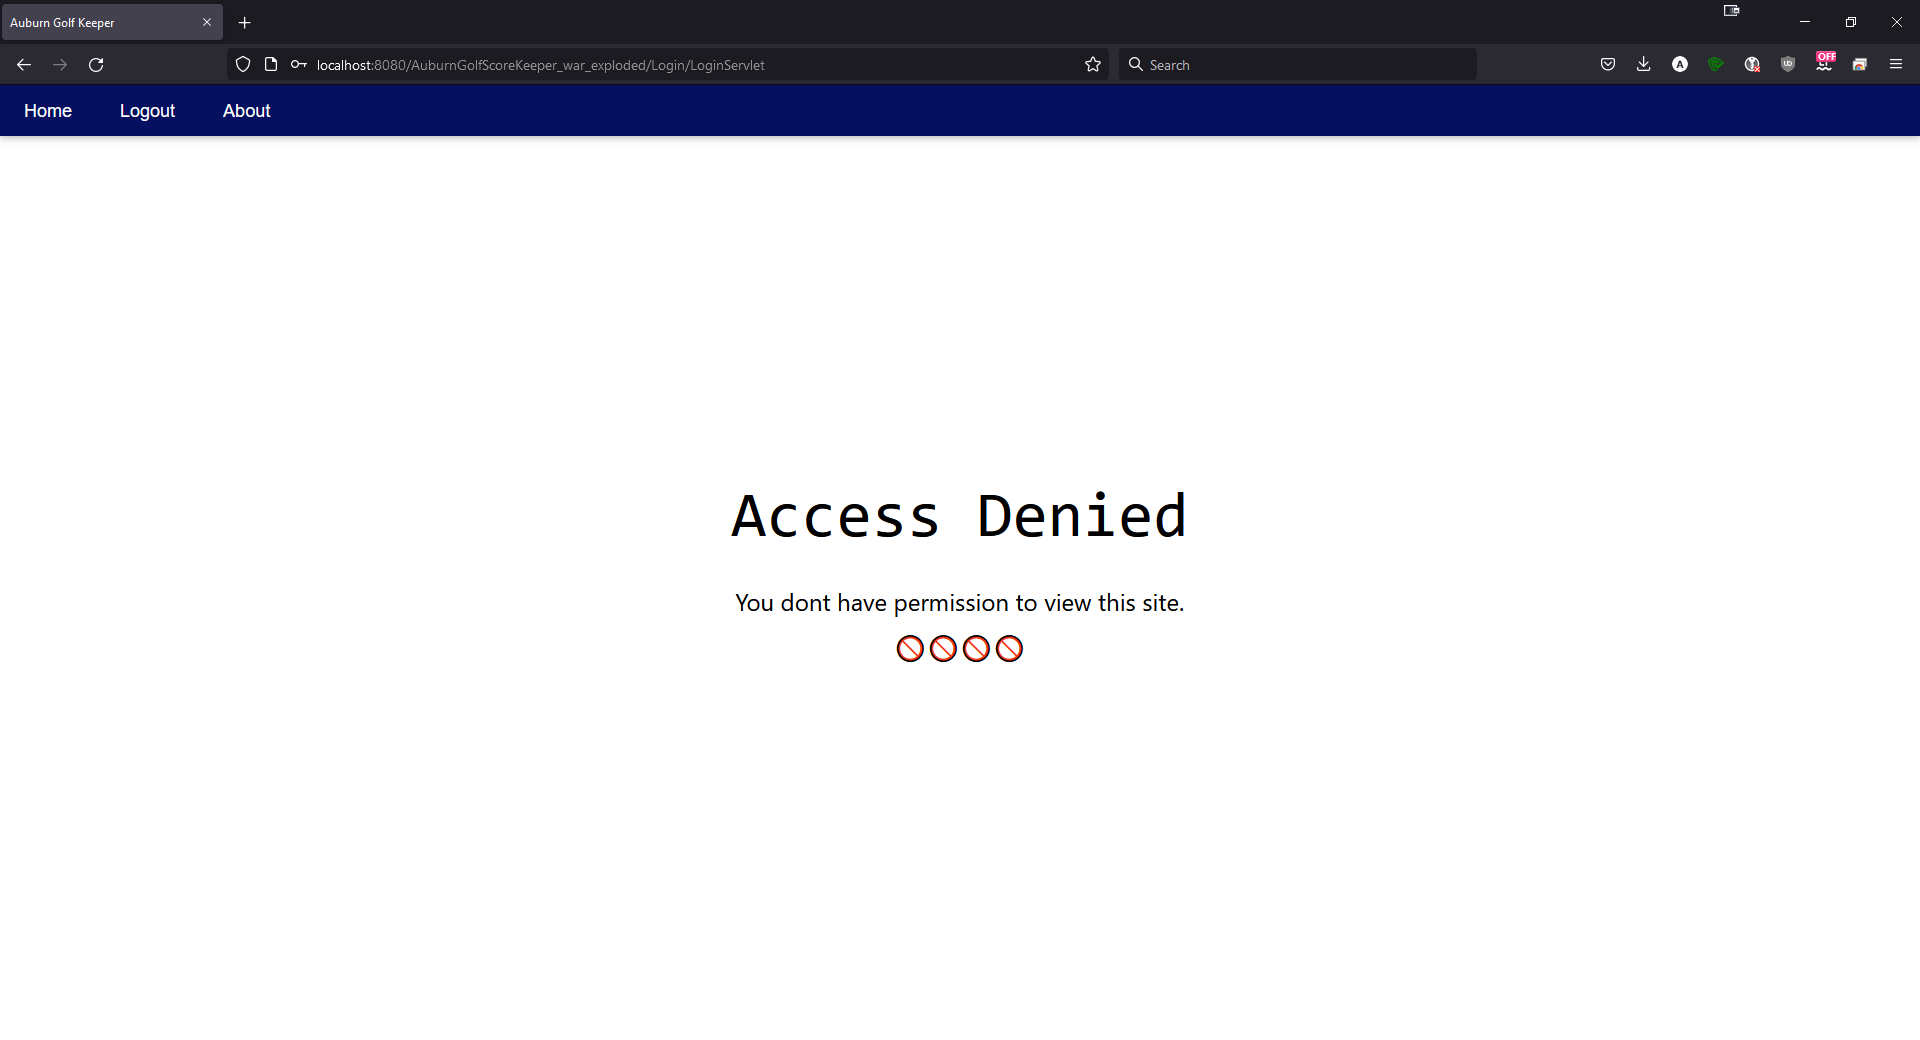 Auburn Golf Keeper
localhost:8080/AuburnGolfScoreKeeper_war_exploded/Login/LoginServlet
Search
A
UO
OFF
Home
Logout
About
Access Denied
You dont have permission to view this site.
🚫🚫🚫🚫